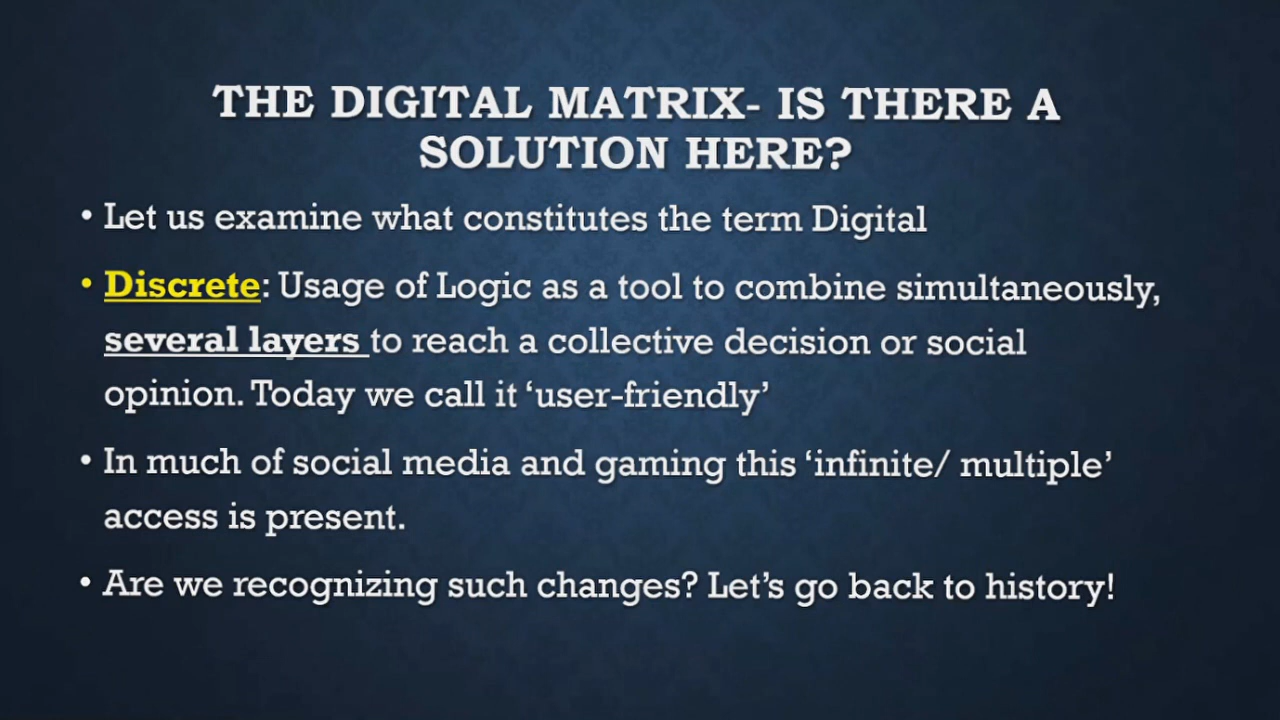 THE DIGITAL MATRIX- IS THERE A
SOLUTION HERE?
• Let us examine what constitutes the term Digital
• Discrete: Usage of Logic as a tool to combine simultaneously,
several layers to reach a collective decision or social
opinion. Today we call it ‘user-friendly’
• In much of social media and gaming this ‘infinite/ multiple’
access is present.
• Are we recognizing such changes? Let’s go back to history!